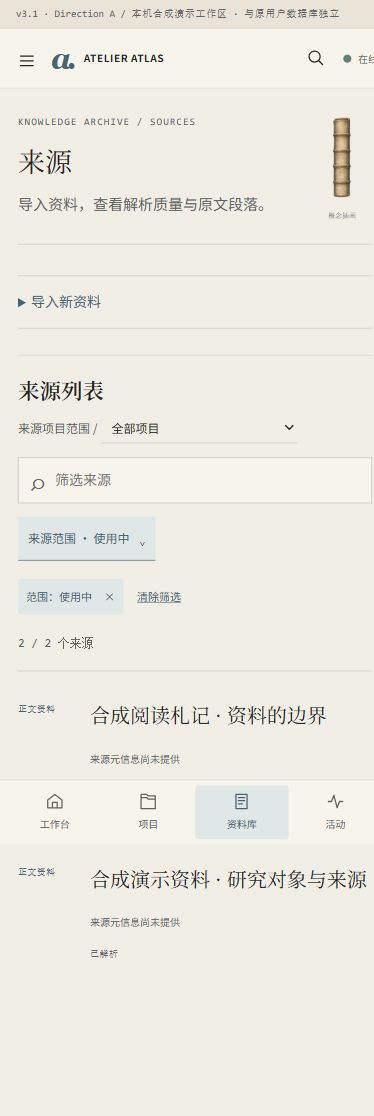 v3.1 · Direction A / 本机合成演示工作区 · 与原用户数据库独立
a. ATELIER ATLAS
KNOWLEDGE ARCHIVE / SOURCES
来源
导入资料，查看解析质量与原文段落。
概念插画
导入新资料
来源列表
来源项目范围 / 全部项目
筛选来源
来源范围 · 使用中
范围：使用中 × 清除筛选
2 / 2 个来源
正文资料 合成阅读札记 · 资料的边界
来源元信息尚未提供
工作台 项目 资料库 活动
正文资料 合成演示资料 · 研究对象与来源
来源元信息尚未提供
已解析